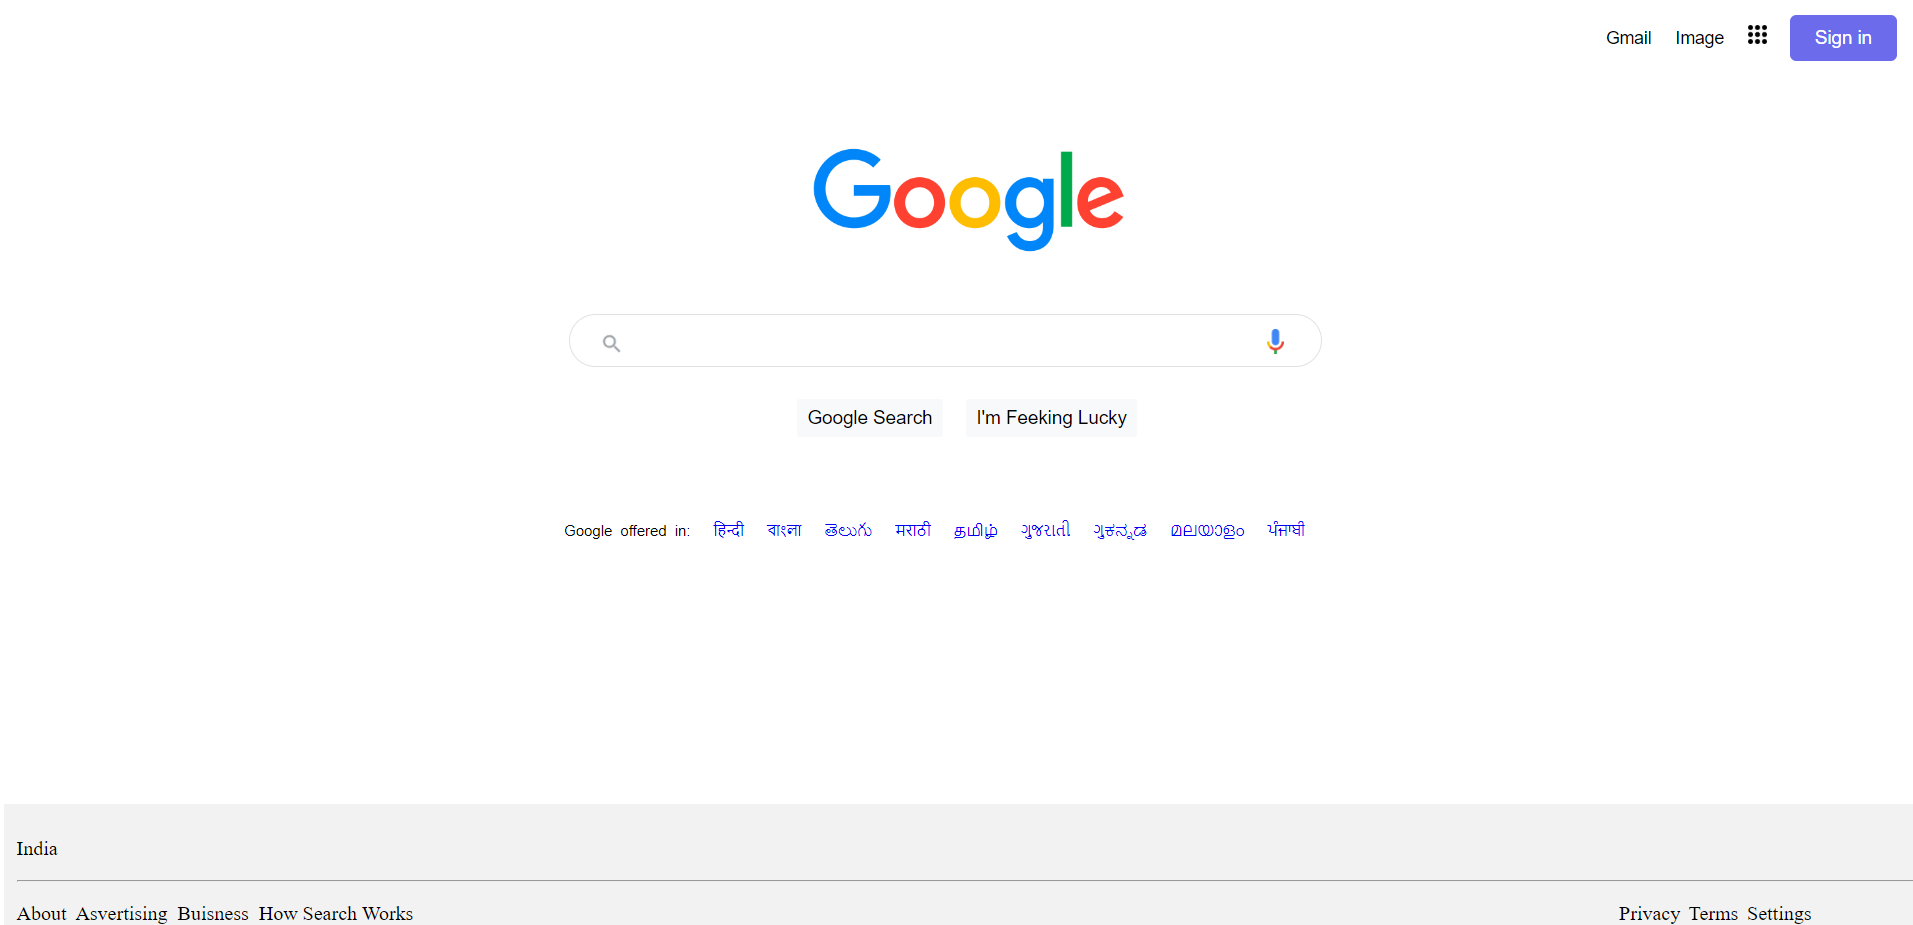 Gmail Image Sign in
Google
Google Search I'm Feeking Lucky
Google offered in: हिन्दी বাংলা తెలుగు मराठी தமிழ் ગુજરાતી ગુಕನ್ನಡ മലയാളം ਪੰਜਾਬੀ
India
About Asvertising Buisness How Search Works Privacy Terms Settings